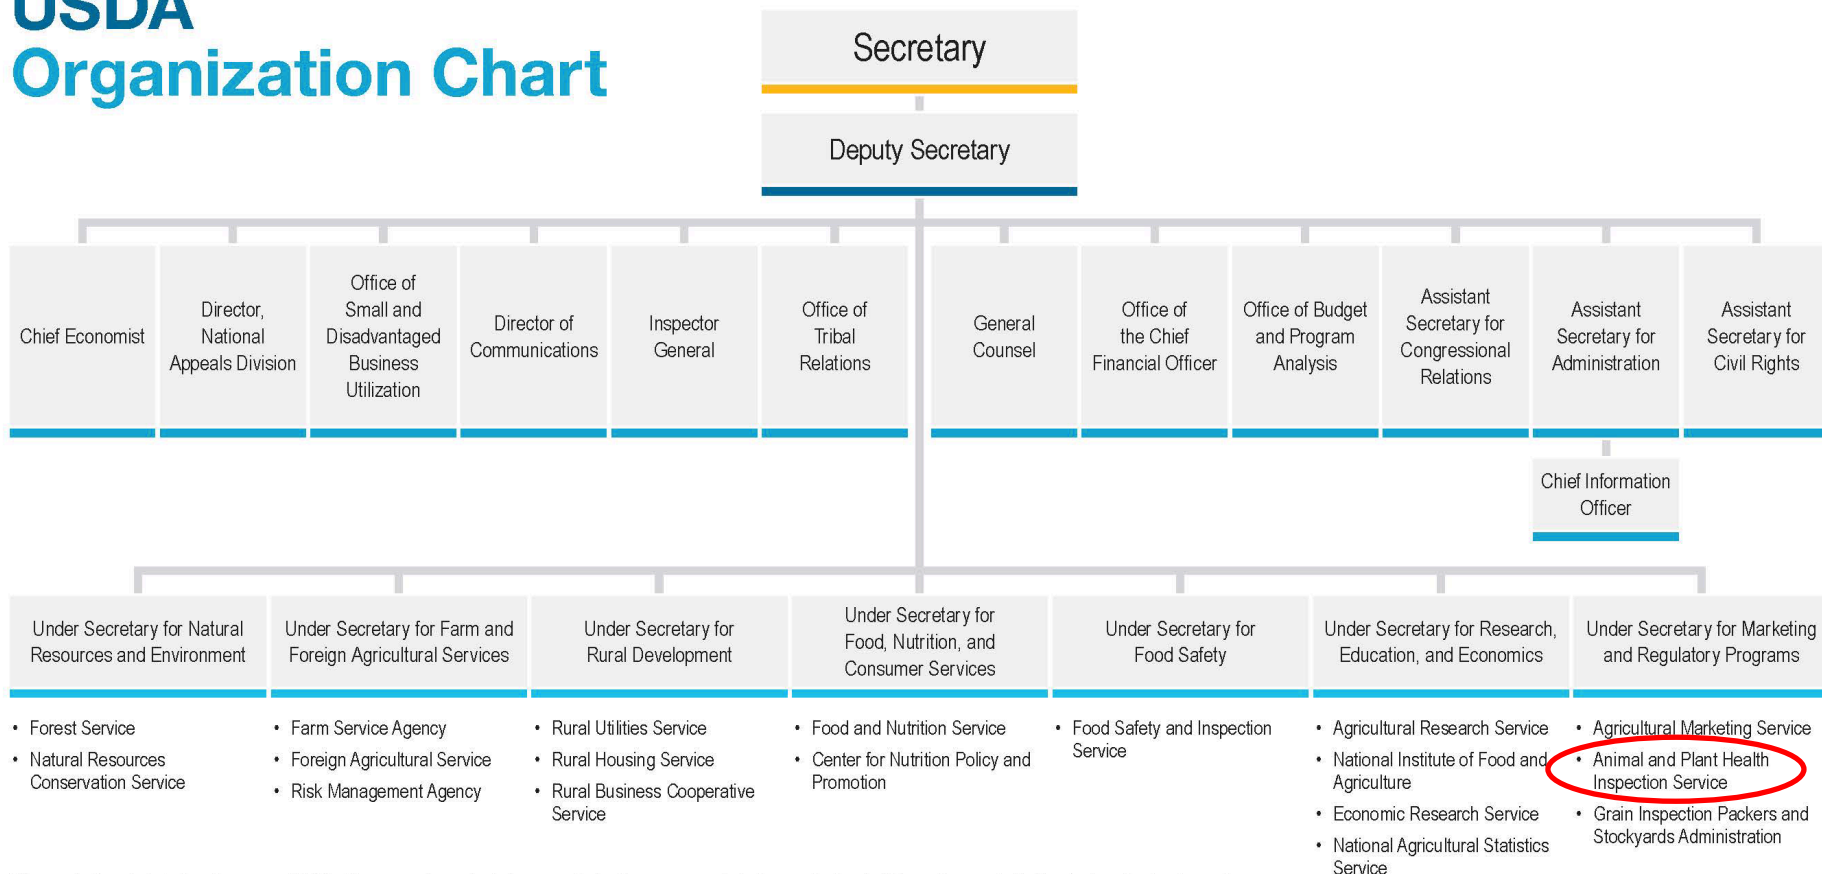 USDA
Organization Chart
Secretary
Deputy Secretary
Chief Economist
Director,
National
Appeals Division
Office of
Small and
Disadvantaged
Business
Utilization
Director of
Communications
Inspector
General
Office of
Tribal
Relations
General
Counsel
Office of
the Chief
Financial Officer
Office of Budget
and Program
Analysis
Assistant
Secretary for
Congressional
Relations
Assistant
Secretary for
Administration
Assistant
Secretary for
Civil Rights
Chief Information
Officer
Under Secretary for Natural
Resources and Environment
• Forest Service
• Natural Resources
Conservation Service
Under Secretary for Farm and
Foreign Agricultural Services
• Farm Service Agency
• Foreign Agricultural Service
• Risk Management Agency
Under Secretary for
Rural Development
• Rural Utilities Service
• Rural Housing Service
• Rural Business Cooperative
Service
Under Secretary for
Food, Nutrition, and
Consumer Services
• Food and Nutrition Service
• Center for Nutrition Policy and
Promotion
Under Secretary for
Food Safety
• Food Safety and Inspection
Service
Under Secretary for Research,
Education, and Economics
• Agricultural Research Service
• National Institute of Food and
Agriculture
• Economic Research Service
• National Agricultural Statistics
Service
Under Secretary for Marketing
and Regulatory Programs
• Agricultural Marketing Service
• Animal and Plant Health
Inspection Service
• Grain Inspection Packers and
Stockyards Administration